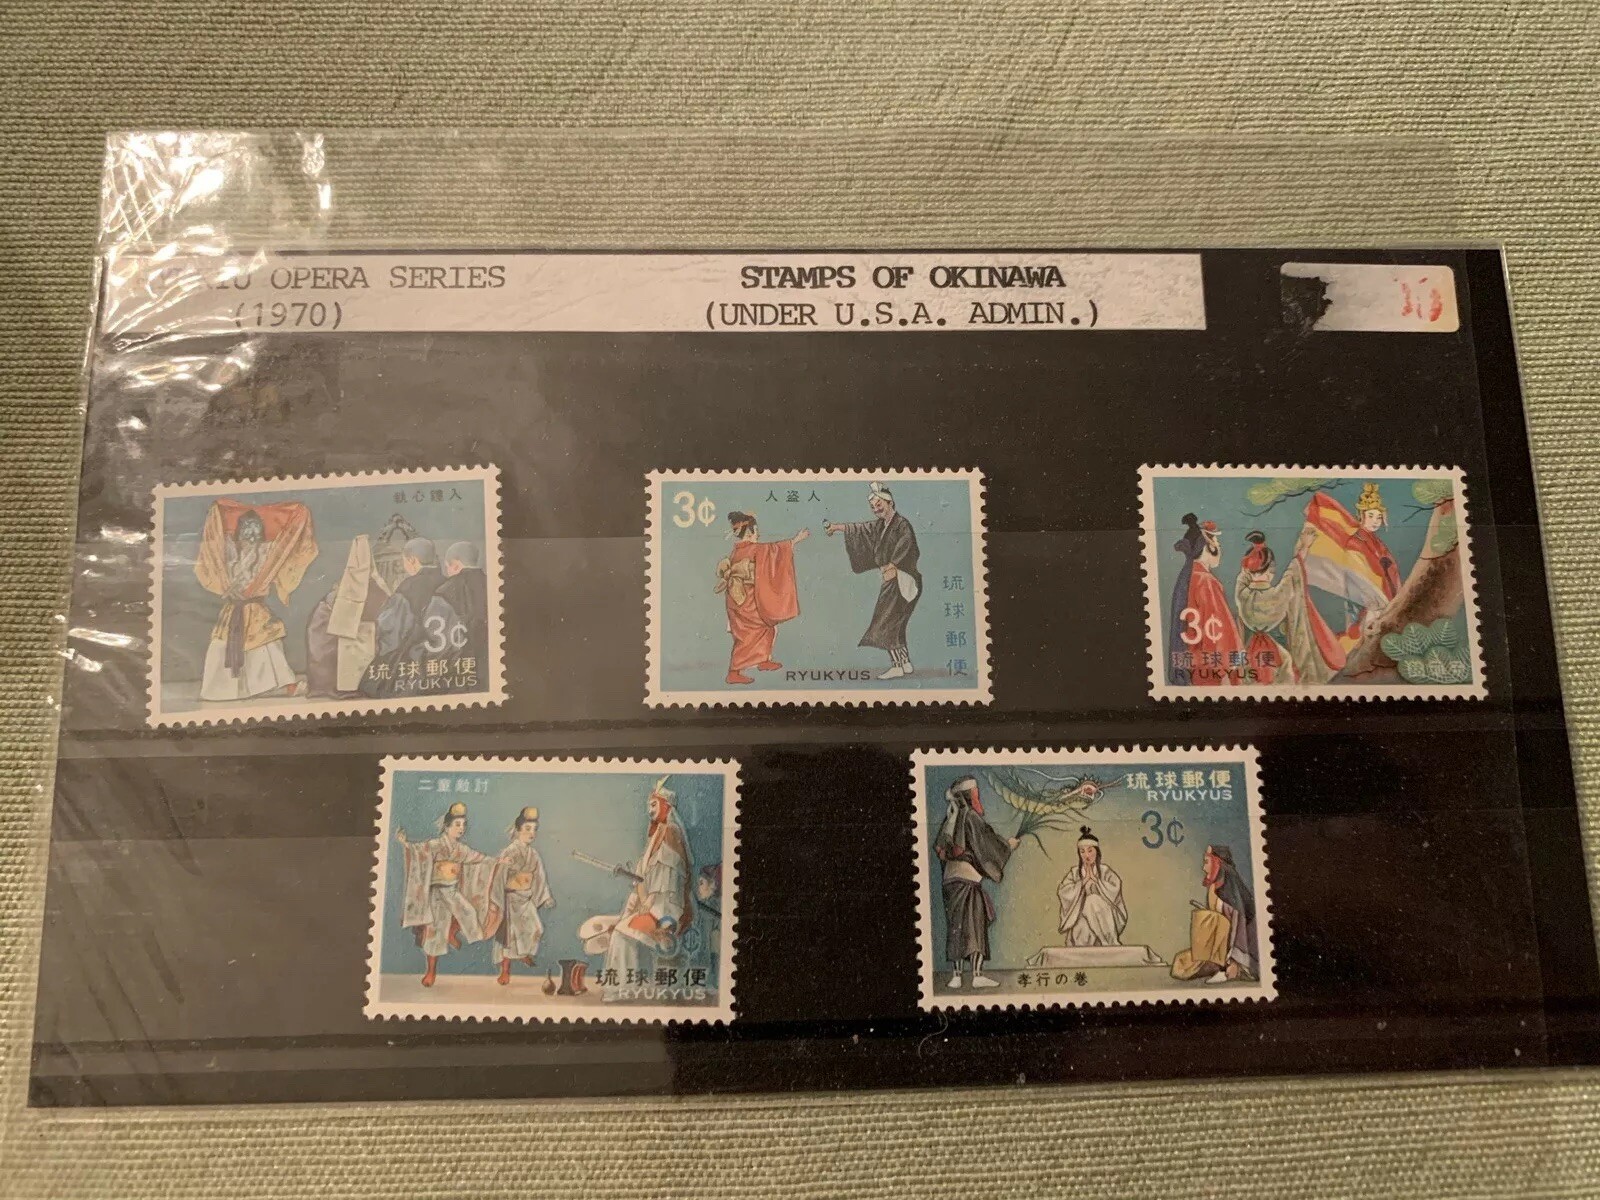 OPERA SERIES
(1970)
STAMPS OF OKINAWA
(UNDER U.S.A. ADMIN.)
執心鐘入
3¢
琉球郵便
RYUKYUS
3¢
人盗人
琉球郵便
RYUKYUS
3¢
琉球郵便
RYUKYUS
二童敵討
3¢
琉球郵便
RYUKYUS
琉球郵便
RYUKYUS
3¢
孝行の巻